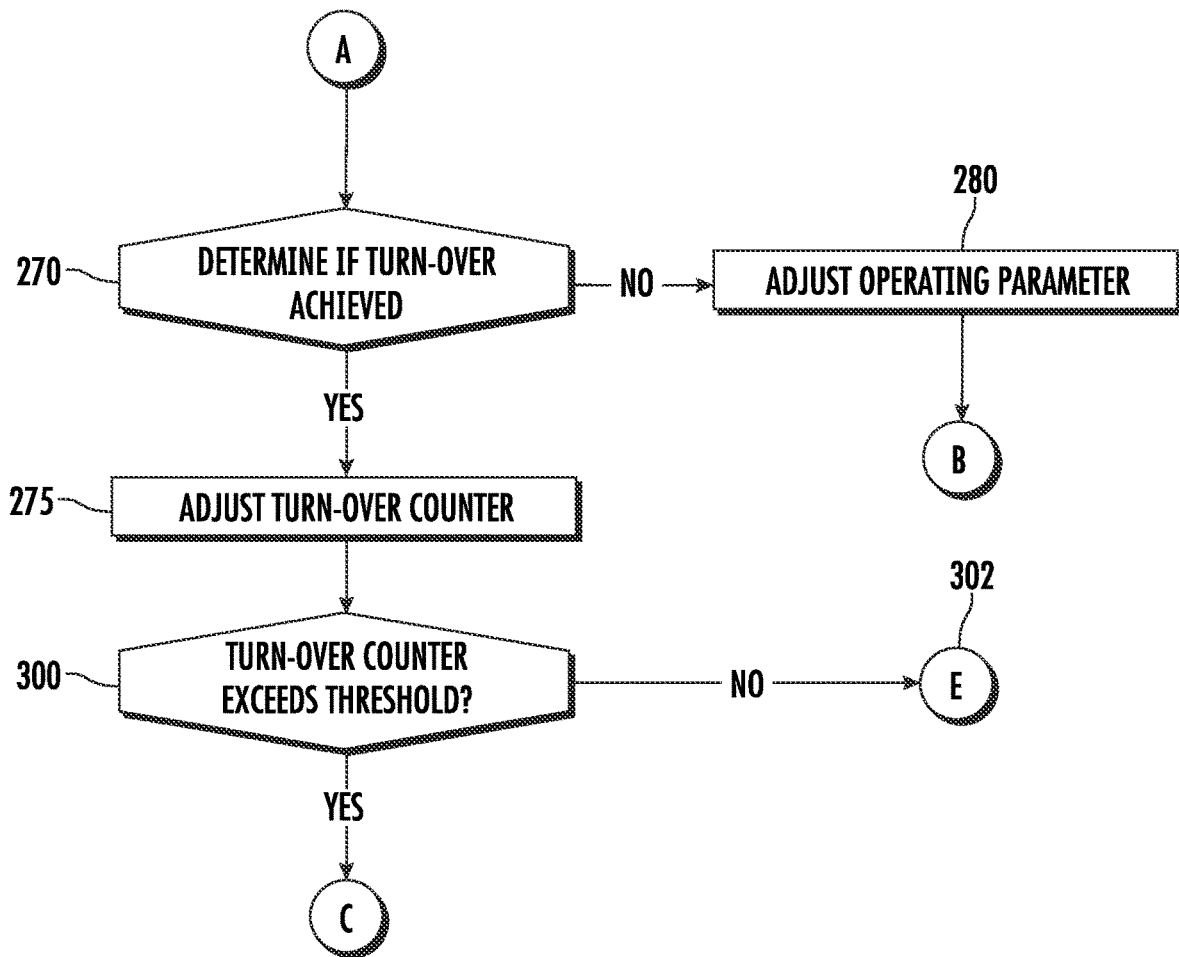 A
270
DETERMINE IF TURN-OVER
ACHIEVED
NO
280
ADJUST OPERATING PARAMETER
B
YES
275
ADJUST TURN-OVER COUNTER
300
TURN-OVER COUNTER
EXCEEDS THRESHOLD?
NO
302
E
YES
C